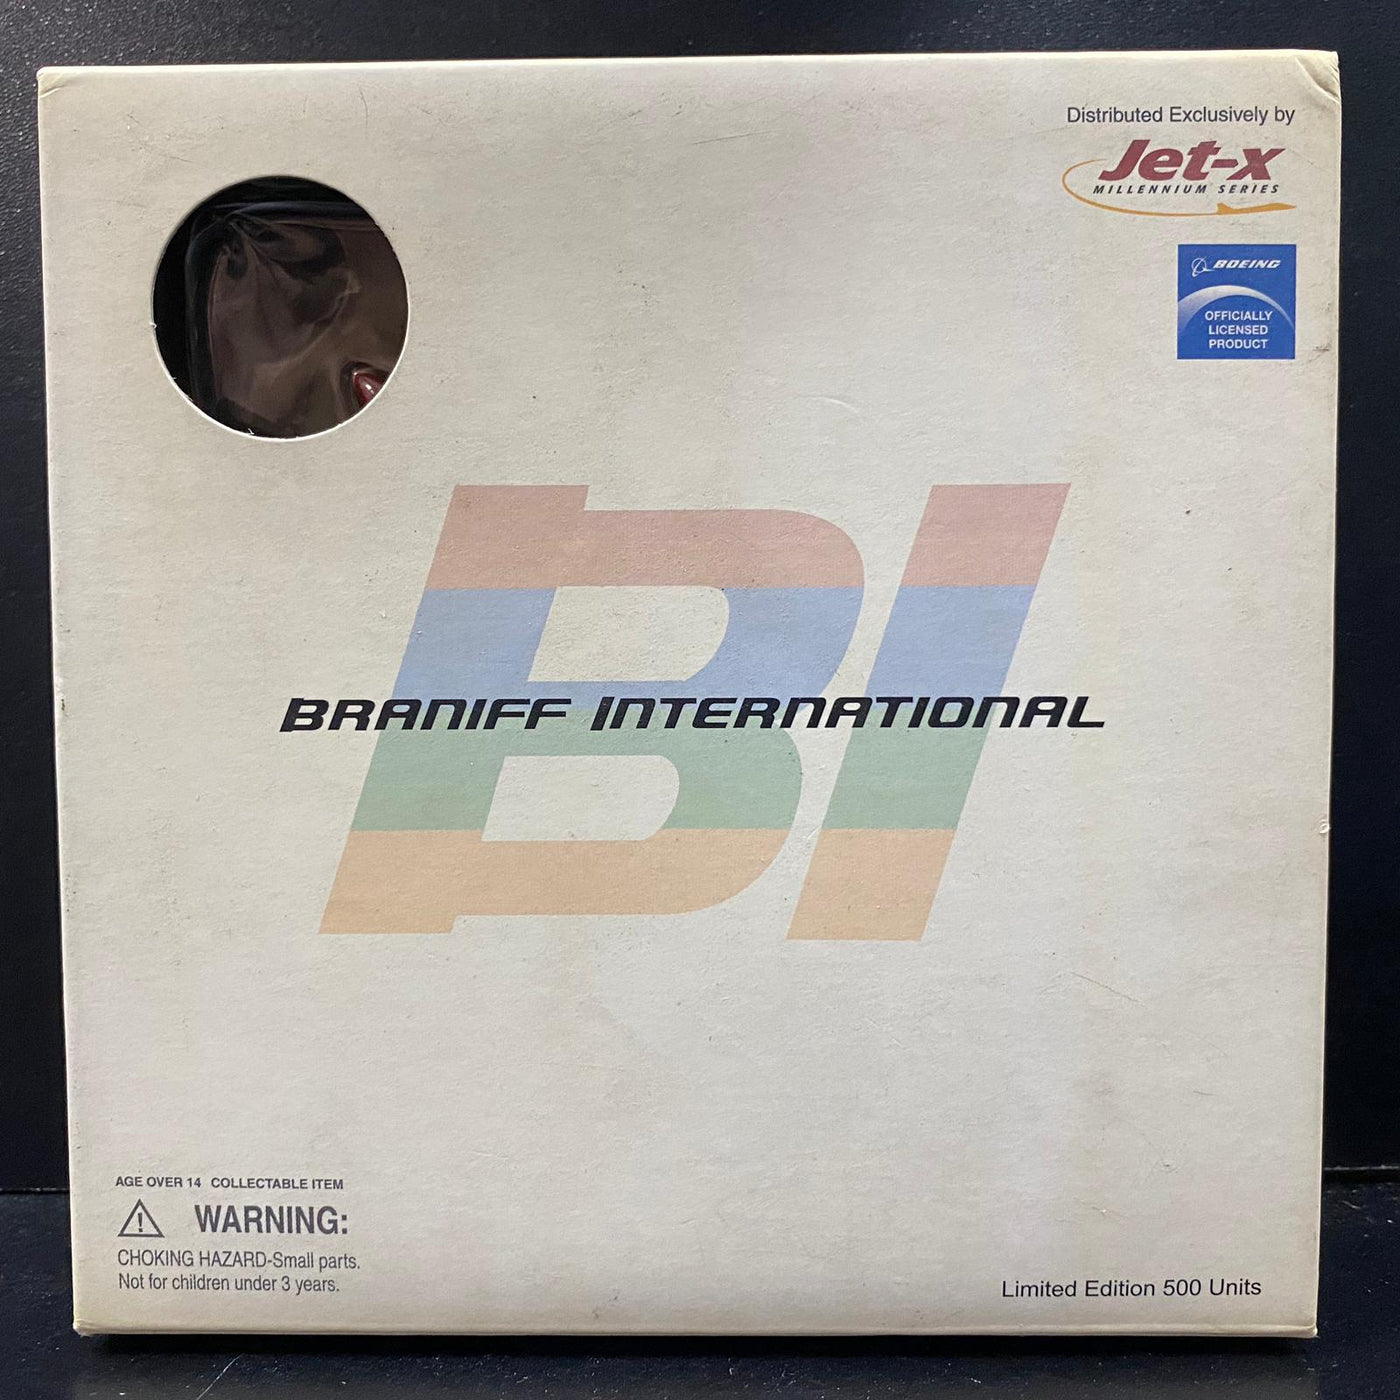 Distributed Exclusively by
Jet-x
MILLENNIUM SERIES
BOEING
OFFICIALLY
LICENSED
PRODUCT
BI
BRANIFF INTERNATIONAL
AGE OVER 14 COLLECTABLE ITEM
WARNING:
CHOKING HAZARD-Small parts.
Not for children under 3 years.
Limited Edition 500 Units